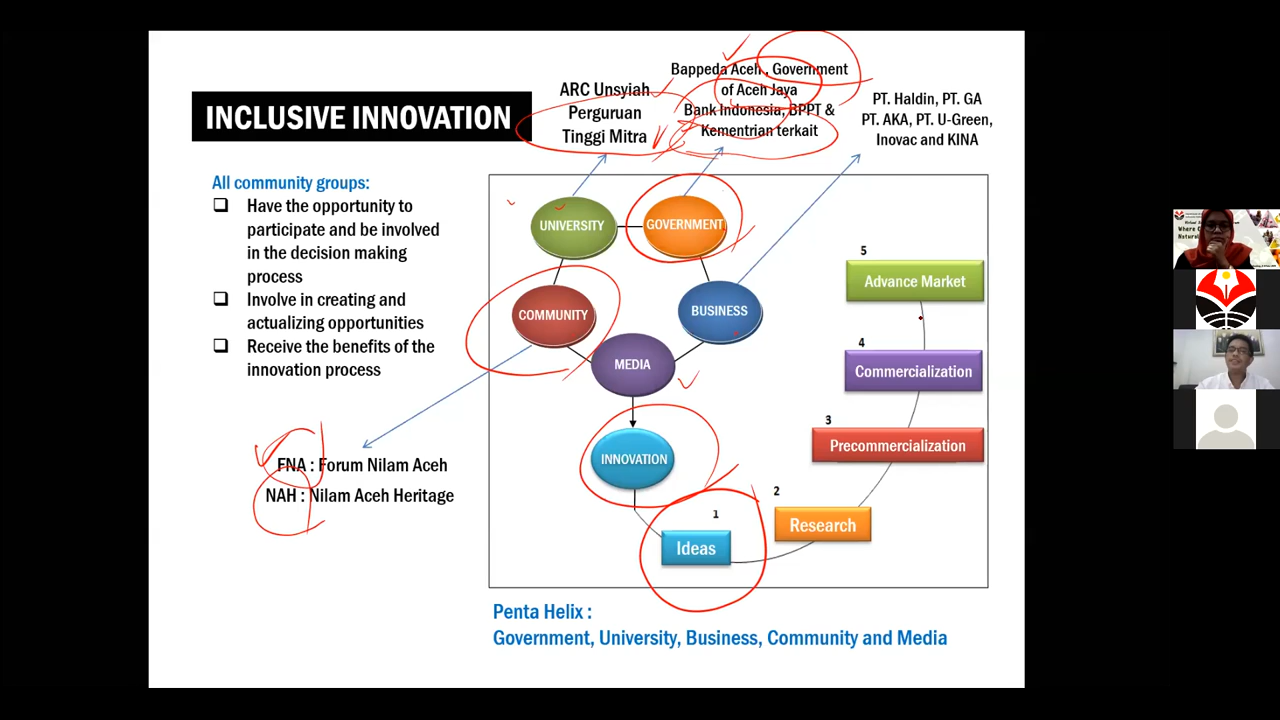 INCLUSIVE INNOVATION
ARC Unsyiah
Perguruan
Tinggi Mitra
Bappeda Aceh , Government
of Aceh Jaya
Bank Indonesia, BPPT &
Kementrian terkait
PT. Haldin, PT. GA
PT. AKA, PT. U-Green,
Inovac and KINA
All community groups:
Have the opportunity to
participate and be involved
in the decision making
process
Involve in creating and
actualizing opportunities
Receive the benefits of the
innovation process
FNA : Forum Nilam Aceh
NAH : Nilam Aceh Heritage
UNIVERSITY
GOVERNMENT
COMMUNITY
BUSINESS
MEDIA
INNOVATION
1
Ideas
2
Research
3
Precommercialization
4
Commercialization
5
Advance Market
Penta Helix :
Government, University, Business, Community and Media